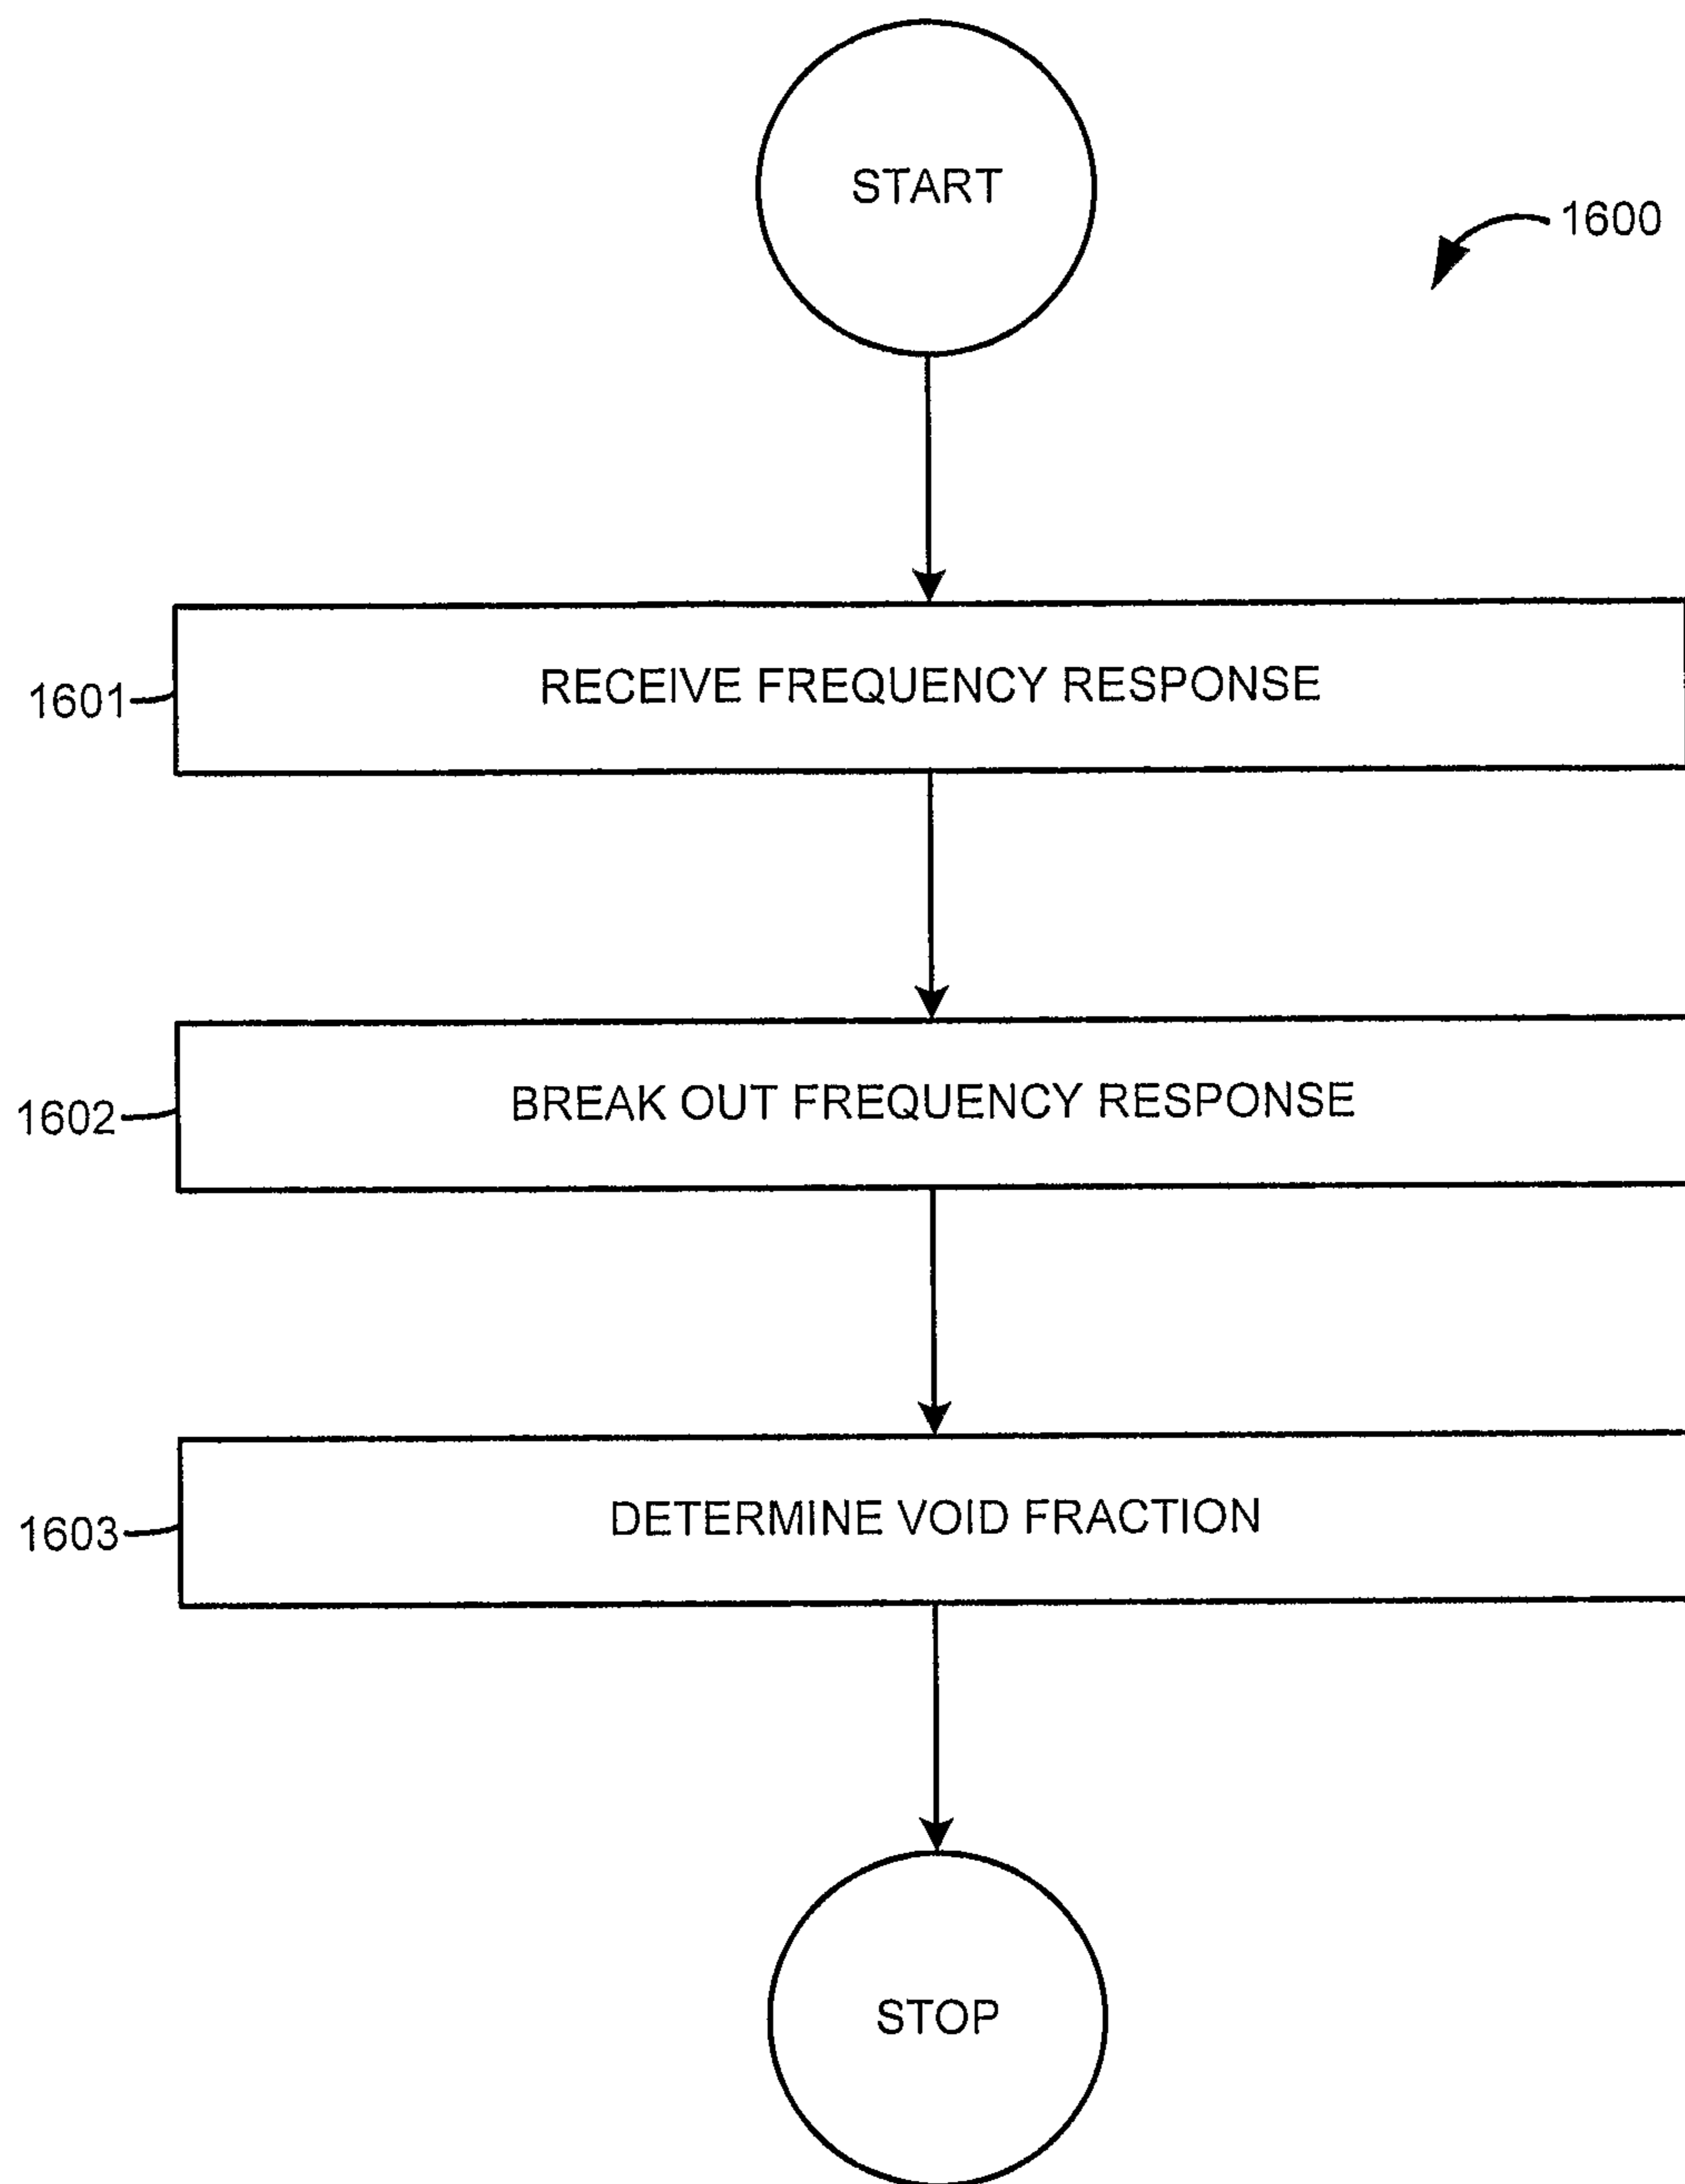 START
1600
1601
RECEIVE FREQUENCY RESPONSE
1602
BREAK OUT FREQUENCY RESPONSE
1603
DETERMINE VOID FRACTION
STOP